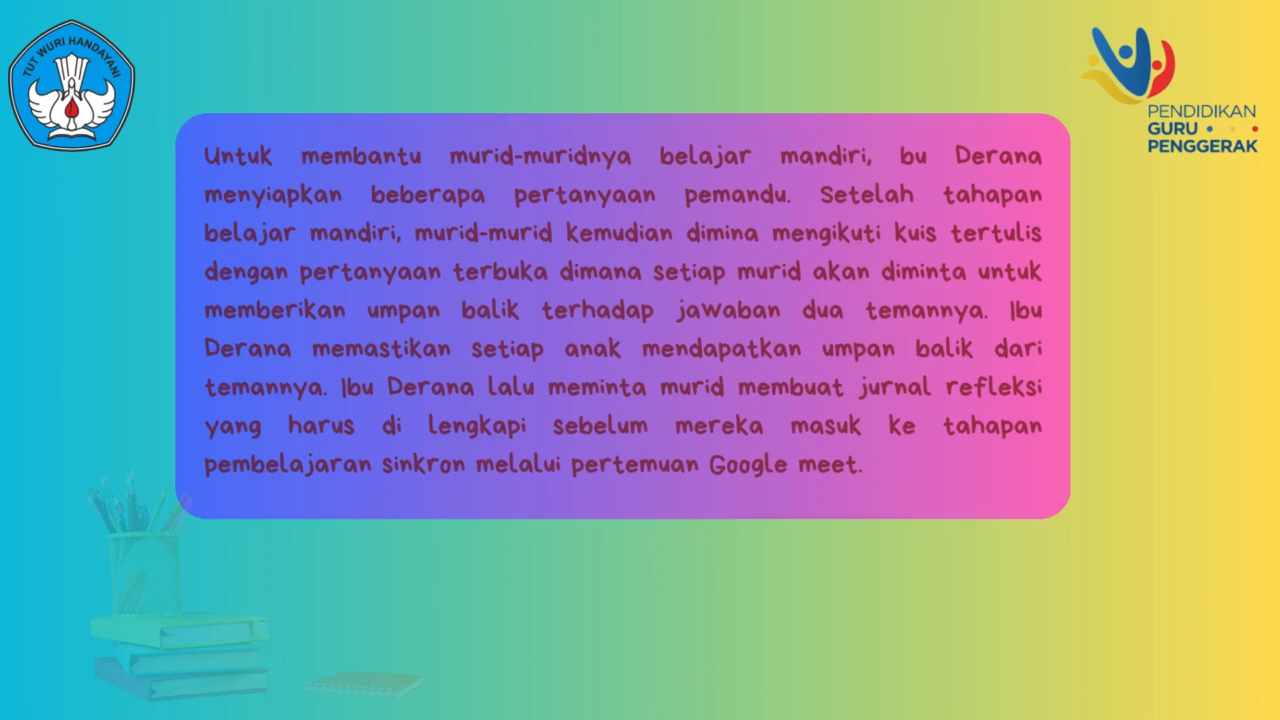 TUT WURI HANDAYANI
PENDIDIKAN
GURU
PENGGERAK
Untuk membantu murid-muridnya belajar mandiri, bu Derana
menyiapkan beberapa pertanyaan pemandu. Setelah tahapan
belajar mandiri, murid-murid kemudian dimina mengikuti kuis tertulis
dengan pertanyaan terbuka dimana setiap murid akan diminta untuk
memberikan umpan balik terhadap jawaban dua temannya. Ibu
Derana memastikan setiap anak mendapatkan umpan balik dari
temannya. Ibu Derana lalu meminta murid membuat jurnal refleksi
yang harus di lengkapi sebelum mereka masuk ke tahapan
pembelajaran sinkron melalui pertemuan Google meet.